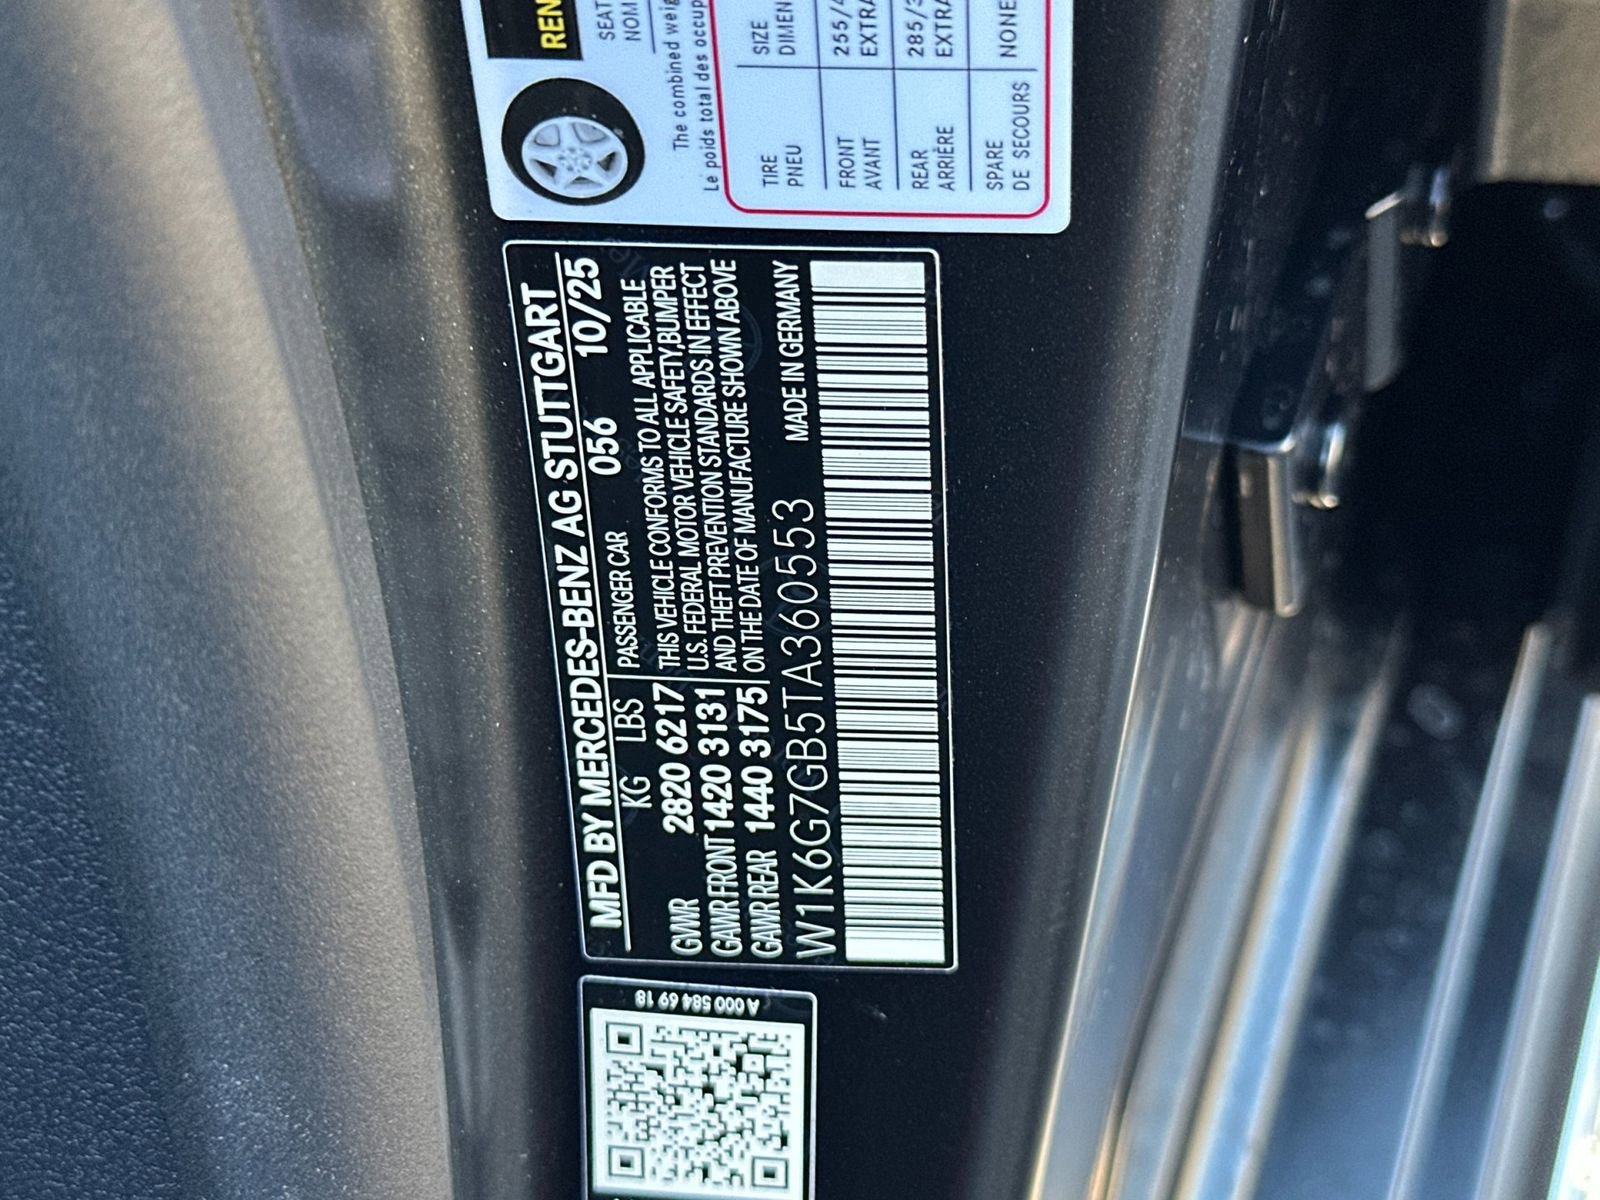 REN
SEAT
NOM
The combined weig
Le poids total des occup
TIRE SIZE
PNEU DIMEN
FRONT 255/4
AVANT EXTRA
REAR 285/3
ARRIÈRE EXTRA
SPARE NONE
DE SECOURS
MFD BY MERCEDES-BENZ AG STUTTGART
KG LBS PASSENGER CAR 056 10/25
GVWR 2820 6217 THIS VEHICLE CONFORMS TO ALL APPLICABLE
GAWR FRONT 1420 3131 U.S. FEDERAL MOTOR VEHICLE SAFETY,BUMPER
GAWR REAR 1440 3175 AND THEFT PREVENTION STANDARDS IN EFFECT
ON THE DATE OF MANUFACTURE SHOWN ABOVE
W1K6G7GB5TA360553 MADE IN GERMANY
A 000 584 69 18